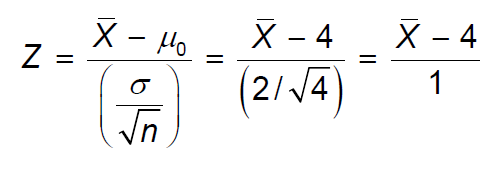 Z = (X̄ − μ₀) / (σ/√n) = (X̄ − 4) / (2/√4) = (X̄ − 4) / 1